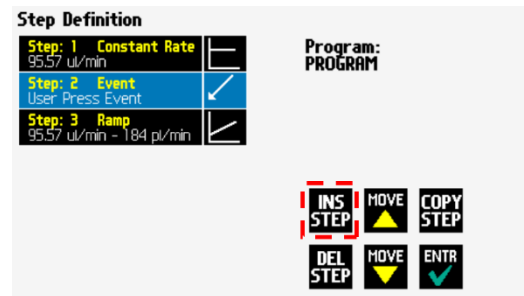 Step Definition
Step: 1 Constant Rate
95.57 ul/min
Step: 2 Event
User Press Event
Step: 3 Ramp
95.57 ul/min - 184 pl/min
Program:
PROGRAM
INS
STEP
MOVE
COPY
STEP
DEL
STEP
MOVE
ENTR